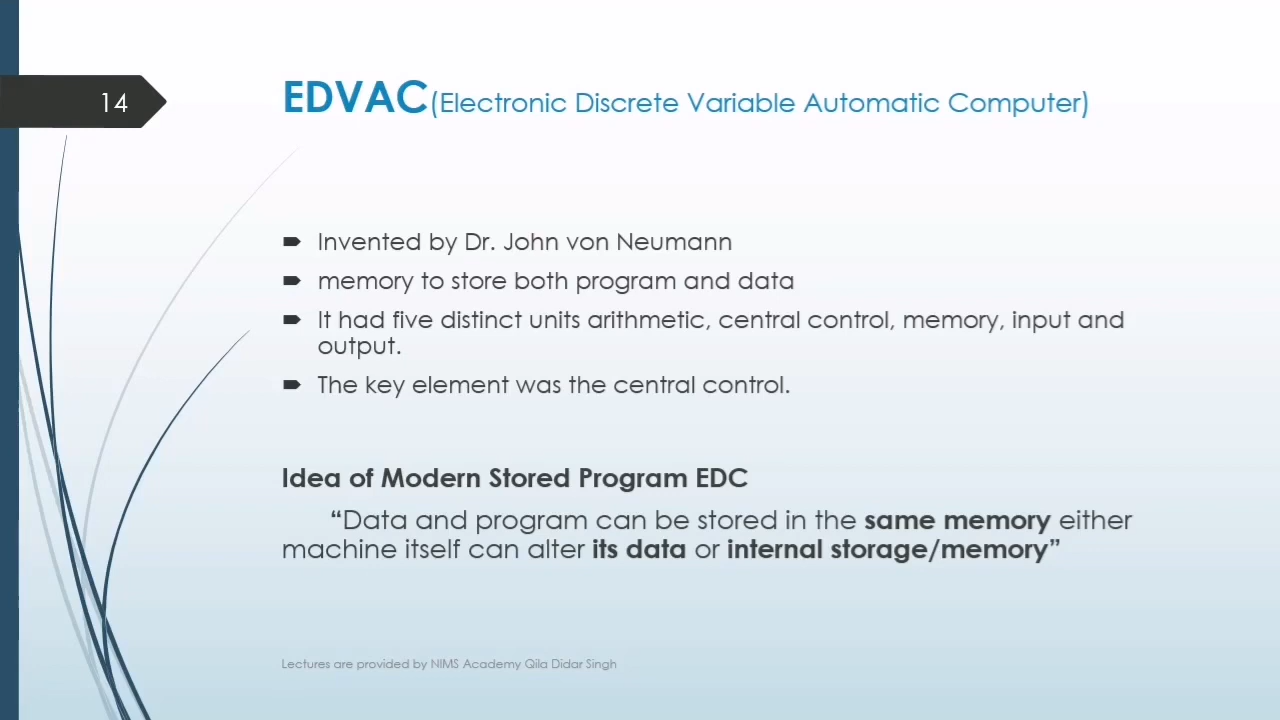 14
EDVAC(Electronic Discrete Variable Automatic Computer)
Invented by Dr. John von Neumann
memory to store both program and data
It had five distinct units arithmetic, central control, memory, input and
output.
The key element was the central control.
Idea of Modern Stored Program EDC
“Data and program can be stored in the same memory either
machine itself can alter its data or internal storage/memory”
Lectures are provided by NIMS Academy Qila Didar Singh